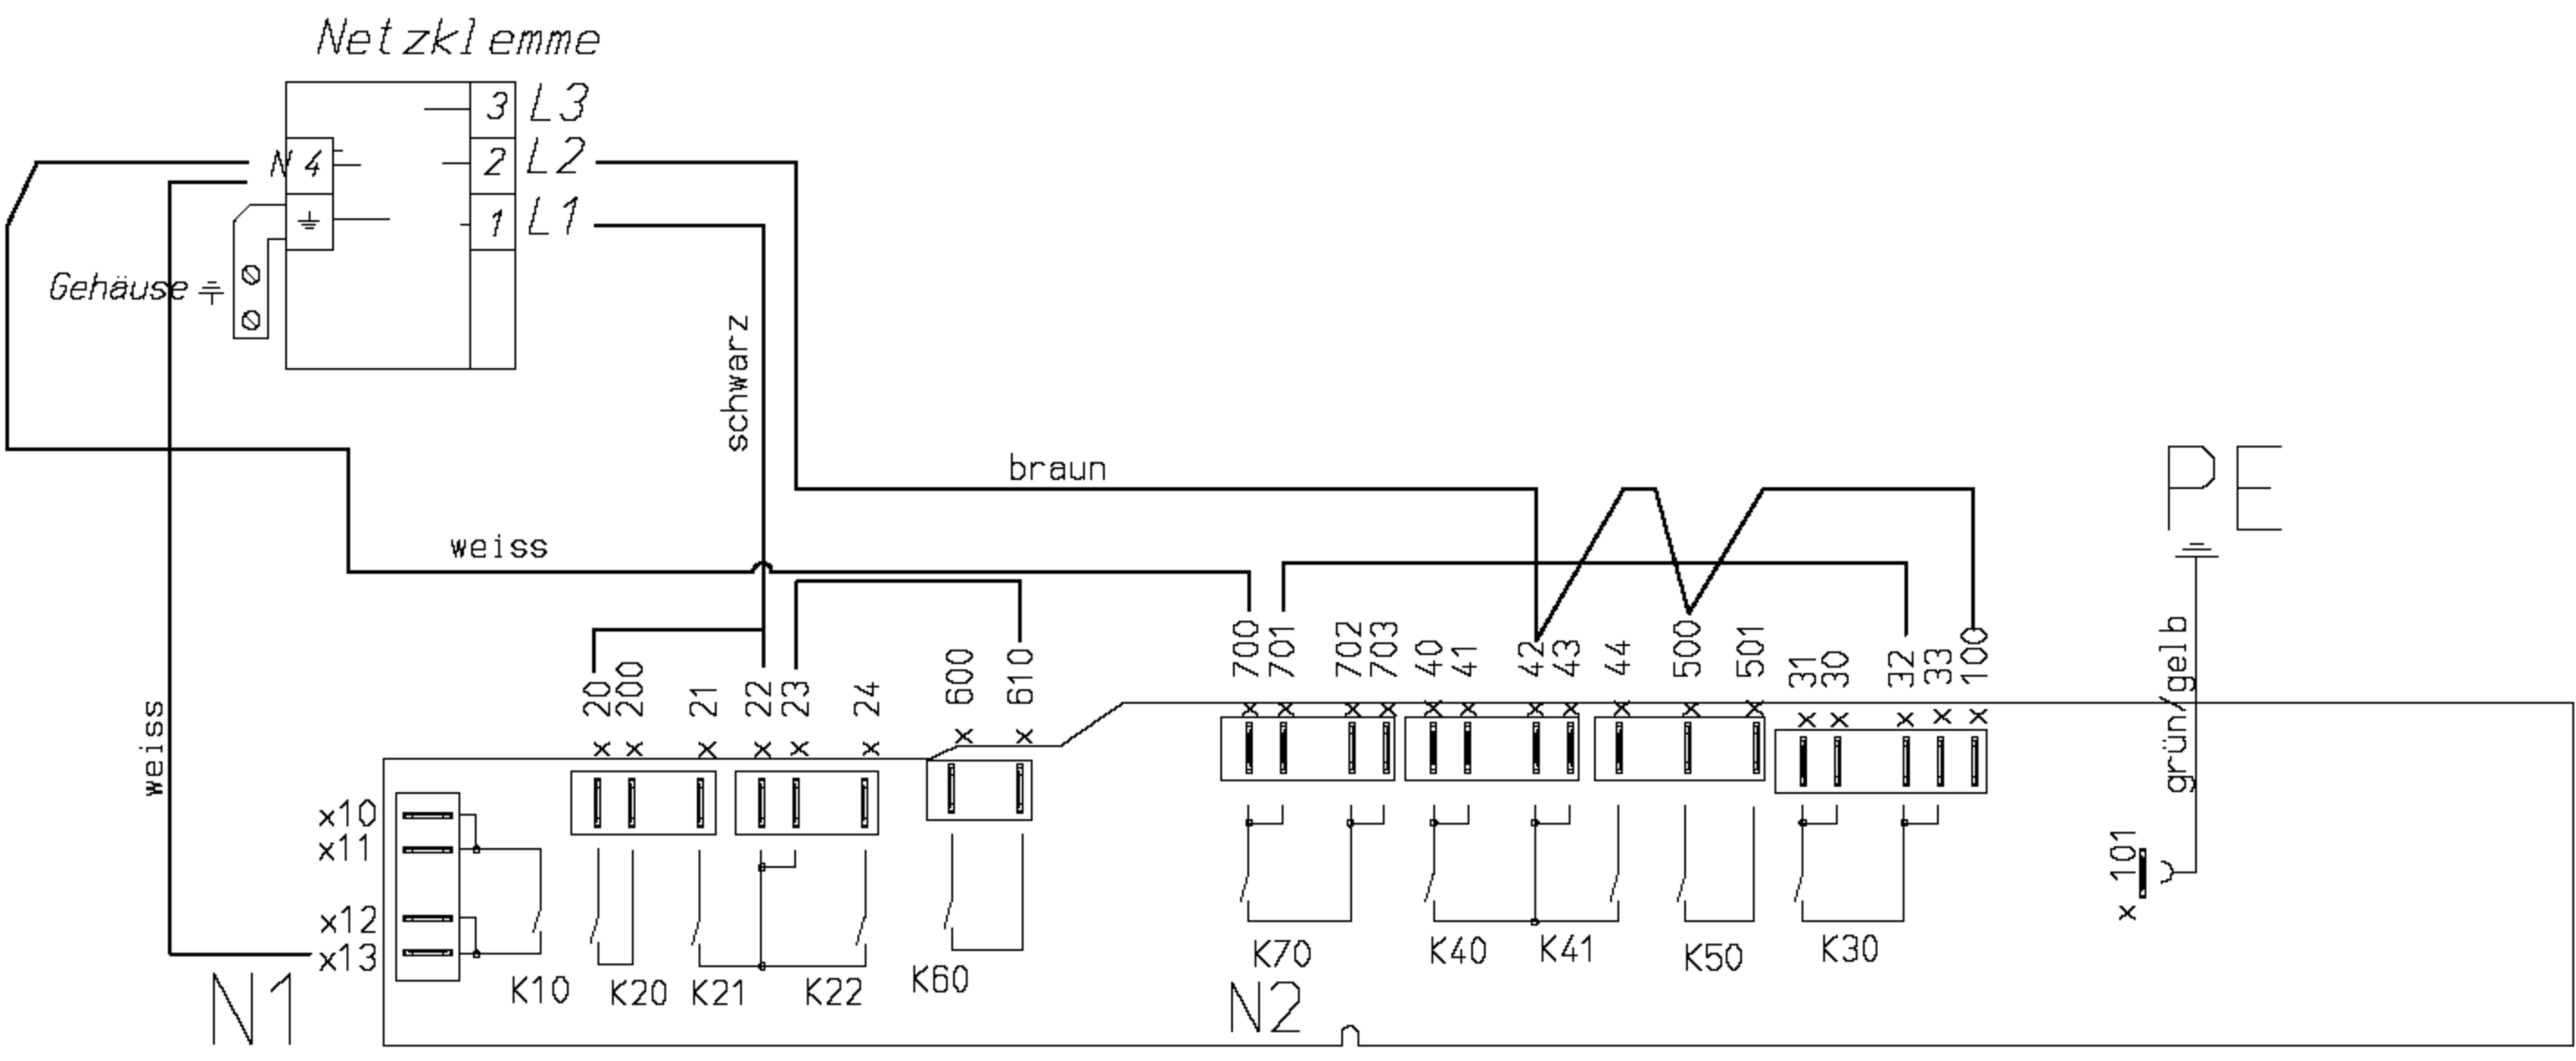 Netzklemme
3 L3
N 4 2 L2
1 L1
Gehäuse
schwarz
braun
weiss
PE
grün/gelb
weiss
20 200 21 22 23 24 600 610 700 701 702 703 40 41 42 43 44 500 501 31 30 32 33 100
x x x x x x x x x x x x x x x x x x x x x x x x
x10
x11
x12
x13
x 101
K10 K20 K21 K22 K60 K70 K40 K41 K50 K30
N1 N2